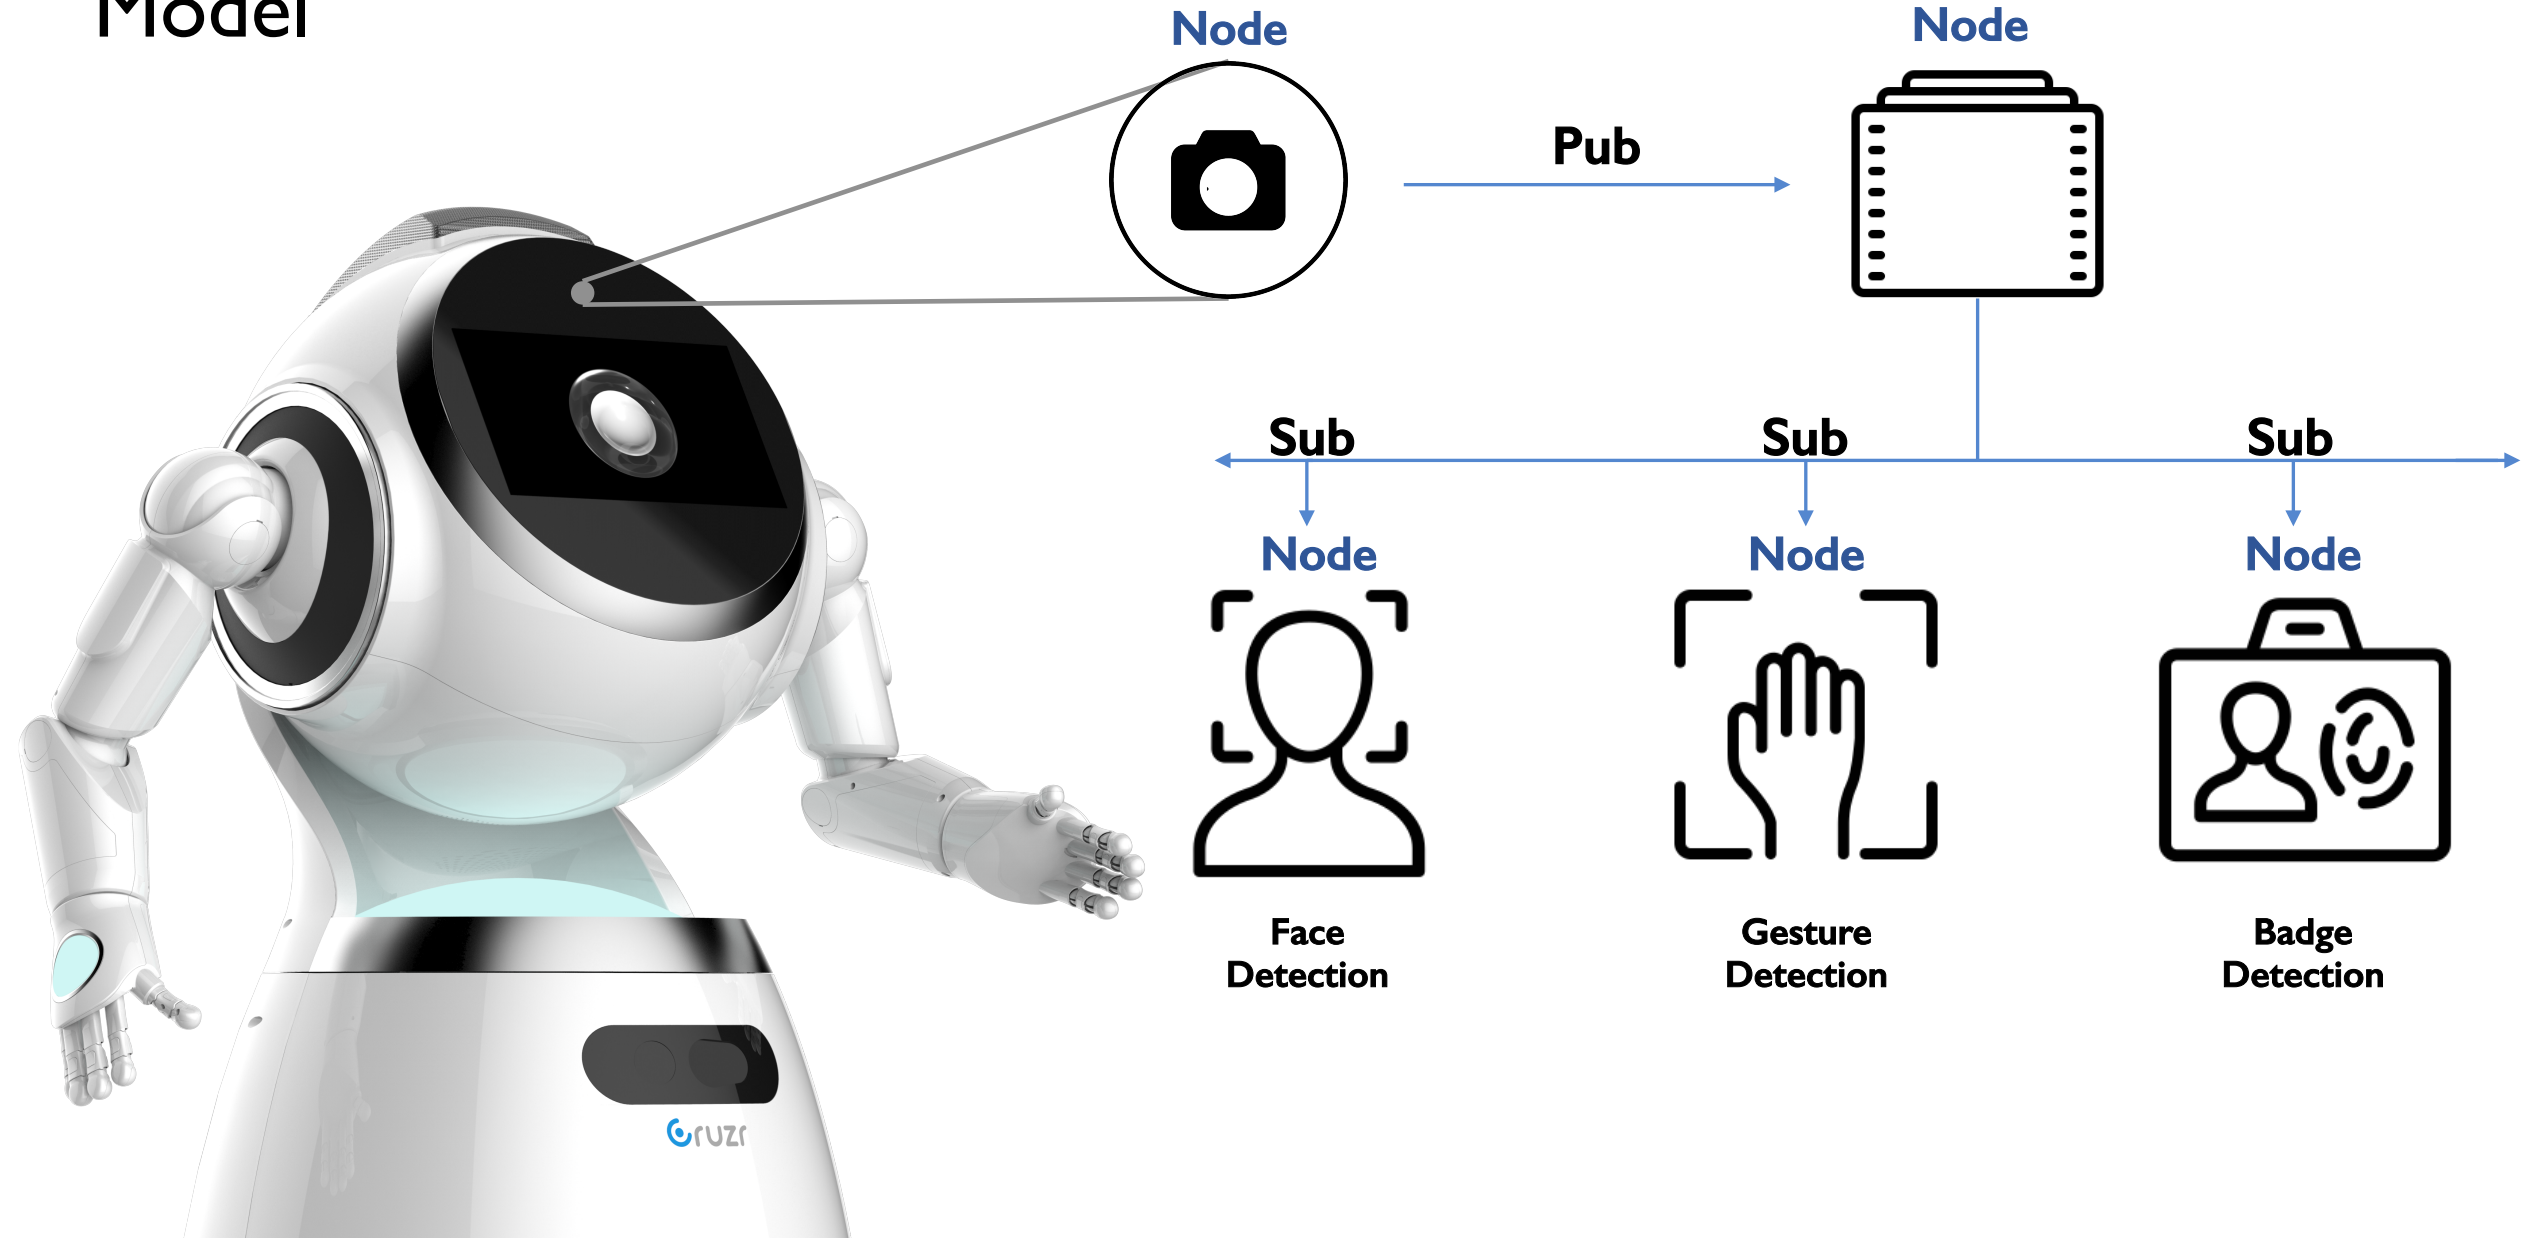 Model
Node
Node
Pub
Sub
Sub
Sub
Node
Node
Node
Face
Detection
Gesture
Detection
Badge
Detection
Cruzr